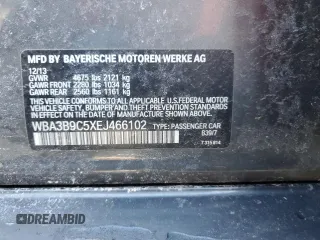 MFD BY BAYERISCHE MOTOREN WERKE AG
12/13
GVWR 4675 lbs 2121 kg
GAWR FRONT 2280 lbs 1034 kg
GAWR REAR 2560 lbs 1161 kg
THIS VEHICLE CONFORMS TO ALL APPLICABLE U.S. FEDERAL MOTOR
VEHICLE SAFETY, BUMPER, AND THEFT PREVENTION STANDARDS
IN EFFECT ON THE DATE OF MANUFACTURE SHOWN ABOVE.
WBA3B9C5XEJ466102 TYPE: PASSENGER CAR
B39/7
DREAMBID